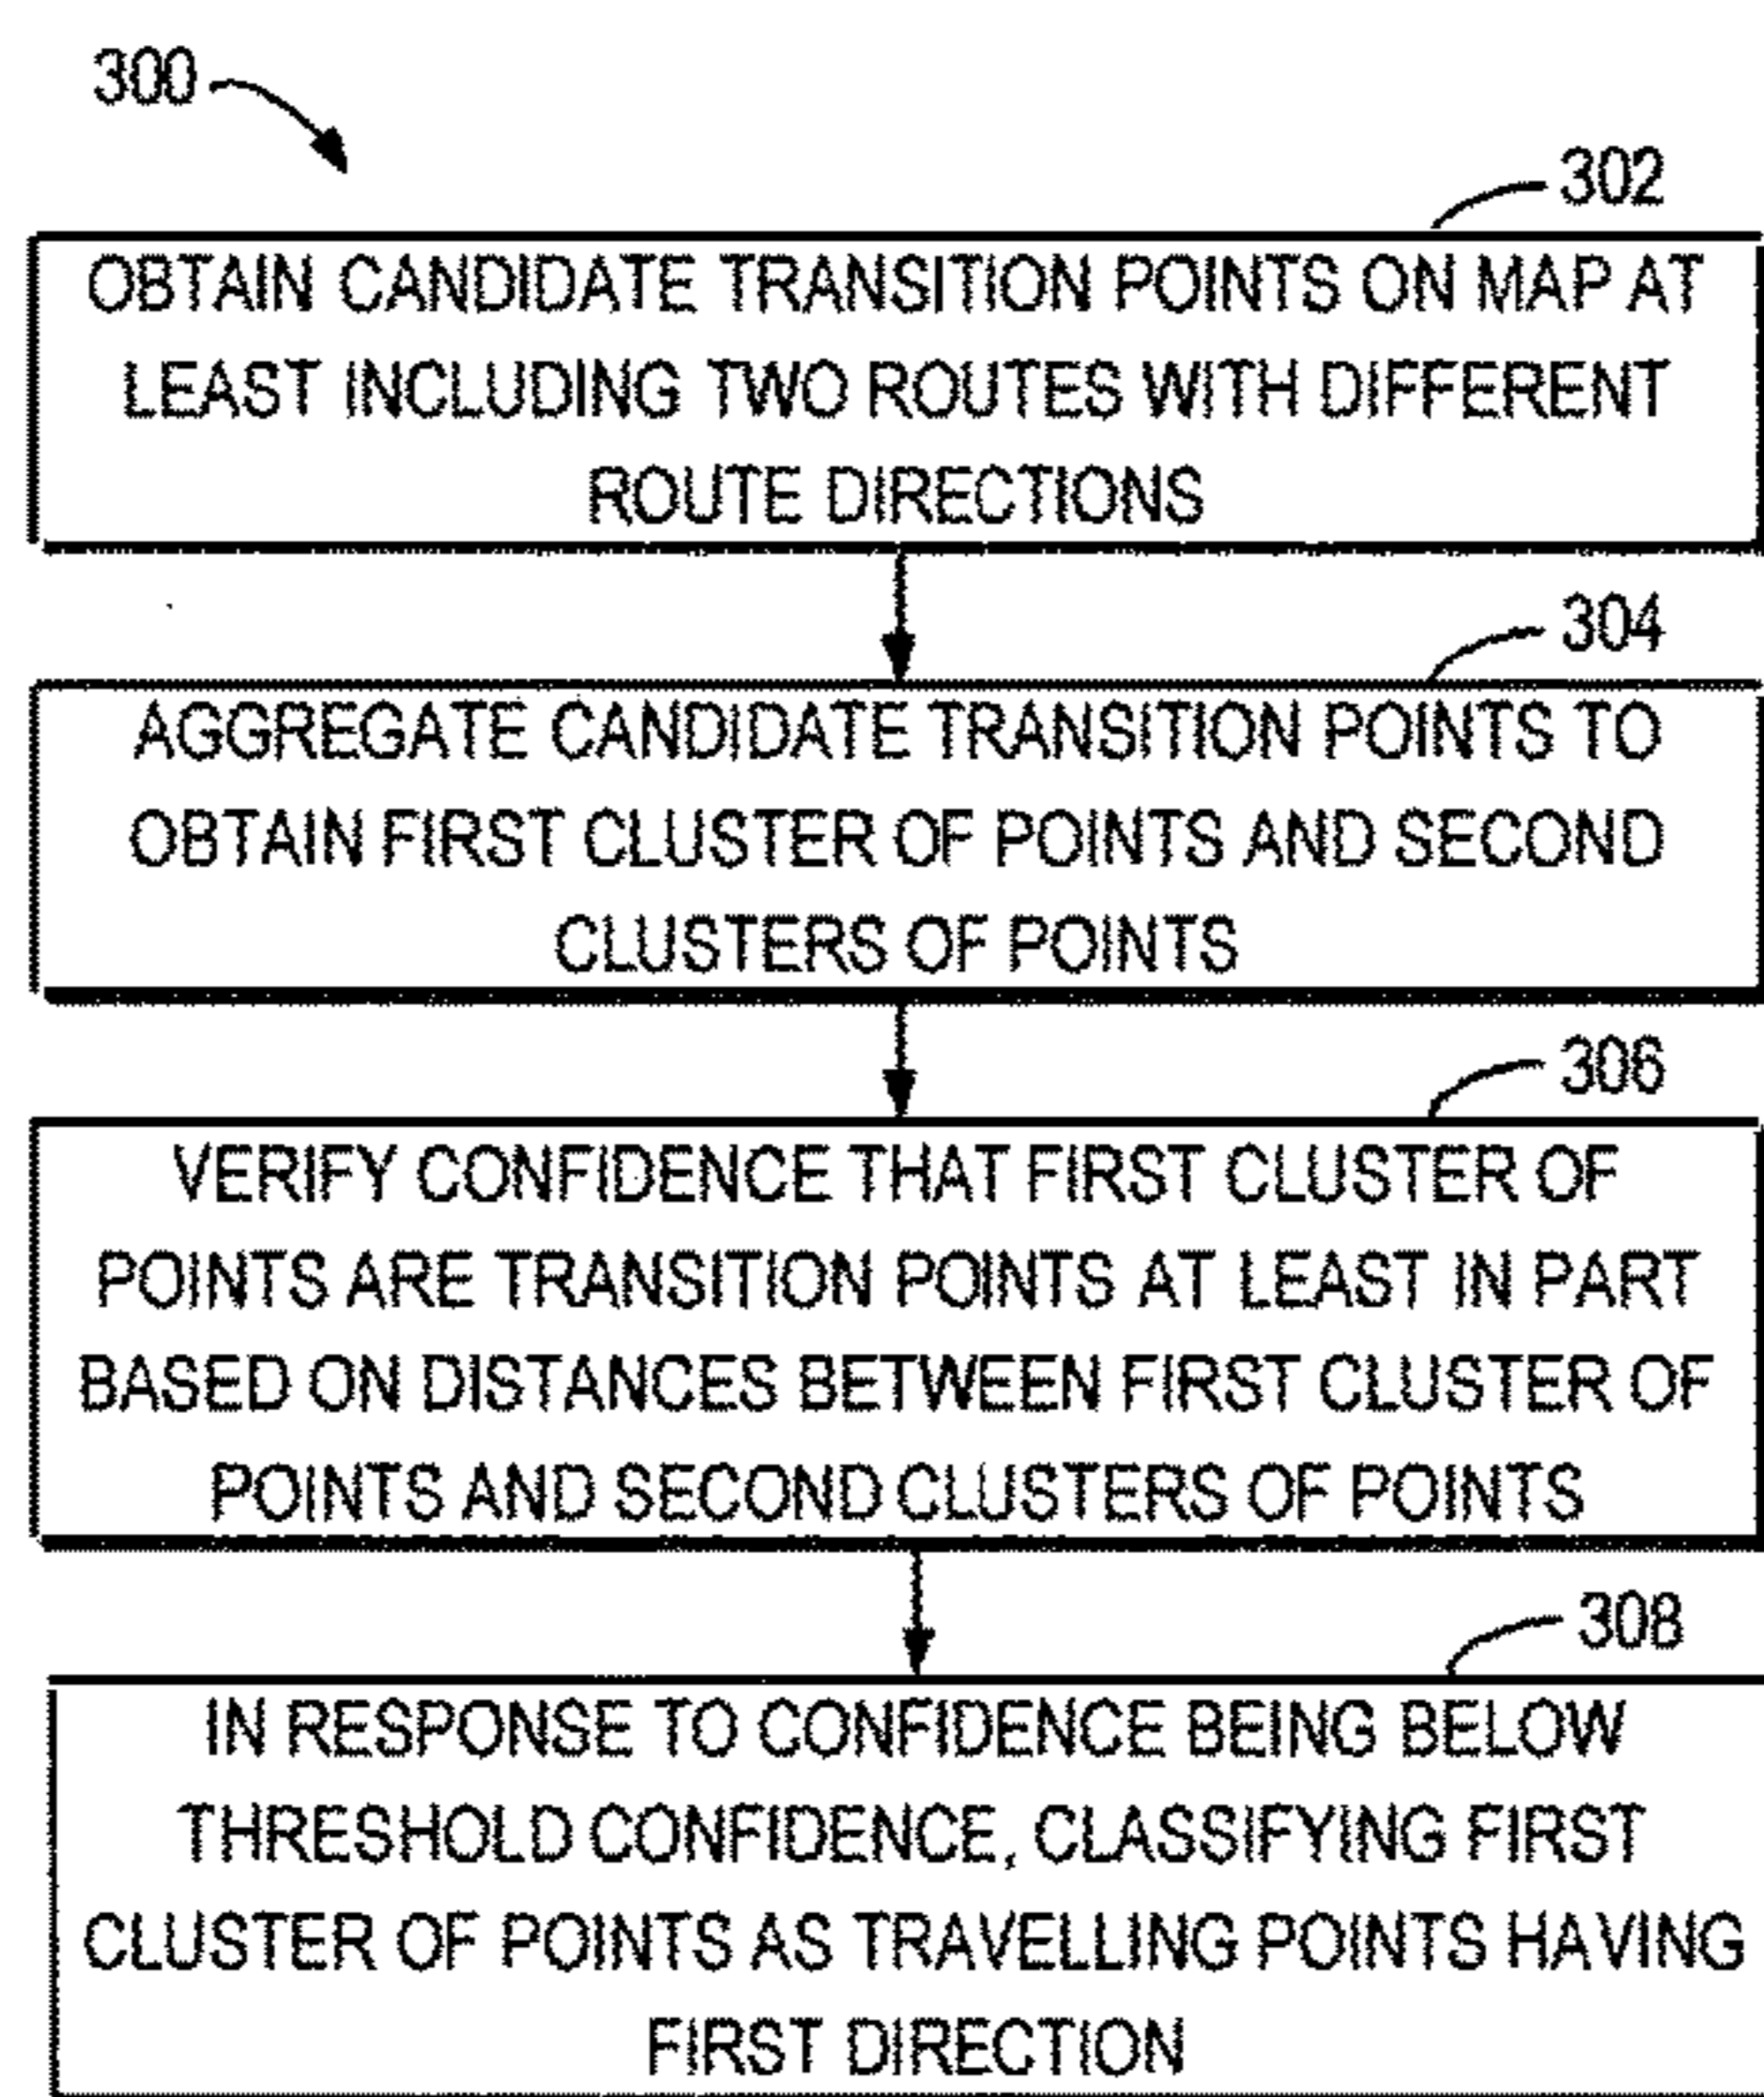 300
302
OBTAIN CANDIDATE TRANSITION POINTS ON MAP AT
LEAST INCLUDING TWO ROUTES WITH DIFFERENT
ROUTE DIRECTIONS
304
AGGREGATE CANDIDATE TRANSITION POINTS TO
OBTAIN FIRST CLUSTER OF POINTS AND SECOND
CLUSTERS OF POINTS
306
VERIFY CONFIDENCE THAT FIRST CLUSTER OF
POINTS ARE TRANSITION POINTS AT LEAST IN PART
BASED ON DISTANCES BETWEEN FIRST CLUSTER OF
POINTS AND SECOND CLUSTERS OF POINTS
308
IN RESPONSE TO CONFIDENCE BEING BELOW
THRESHOLD CONFIDENCE, CLASSIFYING FIRST
CLUSTER OF POINTS AS TRAVELLING POINTS HAVING
FIRST DIRECTION